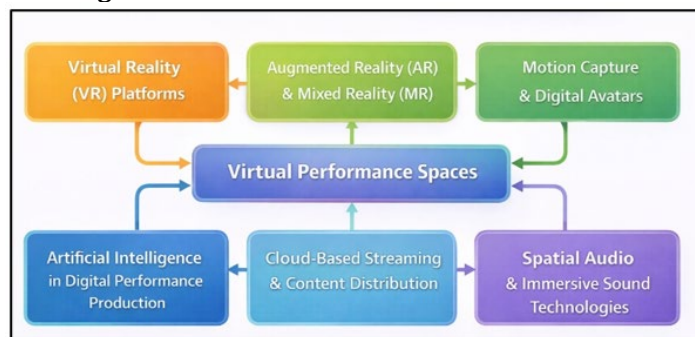 Virtual Reality
(VR) Platforms
Augmented Reality (AR)
& Mixed Reality (MR)
Motion Capture
& Digital Avatars
Virtual Performance Spaces
Artificial Intelligence
in Digital Performance
Production
Cloud-Based Streaming
& Content Distribution
Spatial Audio
& Immersive Sound
Technologies